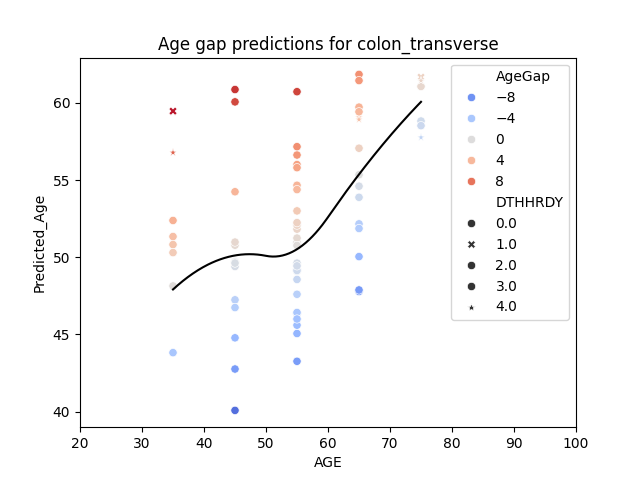 Age gap predictions for colon_transverse
Predicted_Age
60
55
50
45
40
20 30 40 50 60 70 80 90 100
AGE
AgeGap
−8
−4
0
4
8
DTHHRDY
0.0
1.0
2.0
3.0
4.0